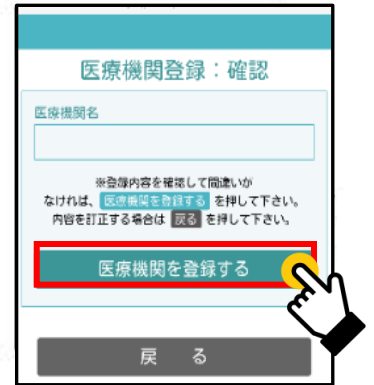 医療機関登録：確認
医療機関名
※登録内容を確認して間違いが
なければ、 医療機関を登録する を押して下さい。
内容を訂正する場合は 戻る を押して下さい。
医療機関を登録する
戻 る